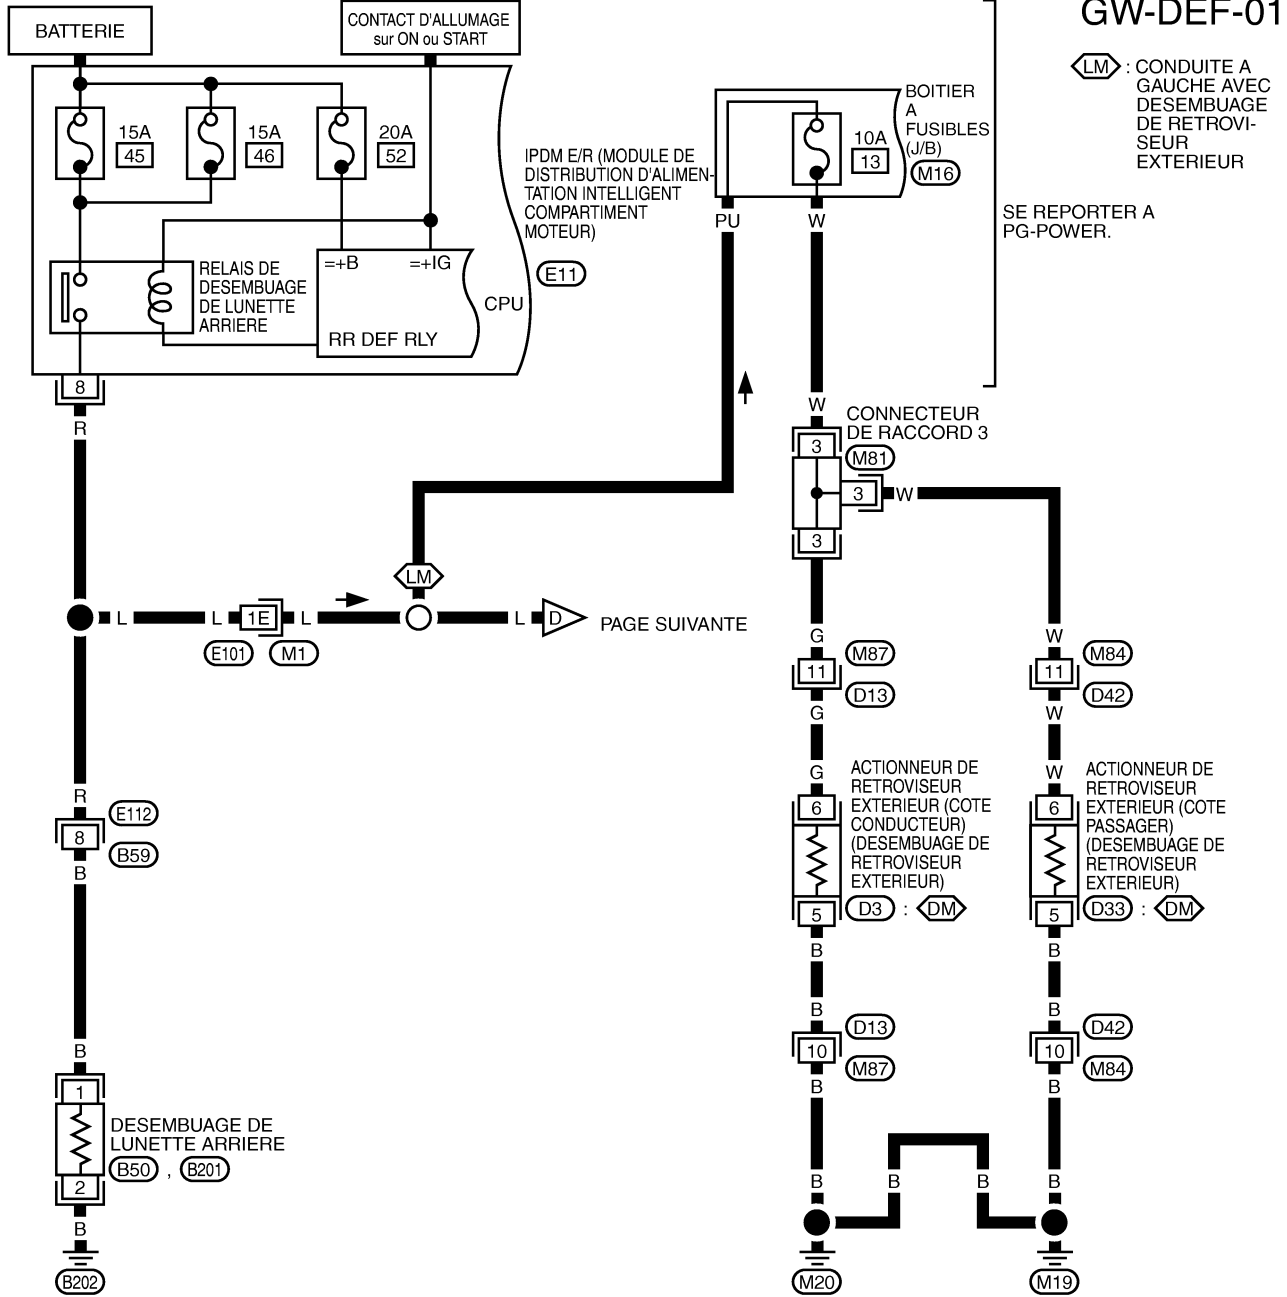 GW-DEF-01
BATTERIE
CONTACT D'ALLUMAGE
sur ON ou START
LM : CONDUITE A
GAUCHE AVEC
DESEMBUAGE
DE RETROVI-
SEUR
EXTERIEUR
15A
45
15A
46
20A
52
IPDM E/R (MODULE DE
DISTRIBUTION D'ALIMEN-
TATION INTELLIGENT
COMPARTIMENT
MOTEUR)
E11
BOITIER
A
FUSIBLES
(J/B)
M16
10A
13
PU
W
SE REPORTER A
PG-POWER.
RELAIS DE
DESEMBUAGE
DE LUNETTE
ARRIERE
=+B
=+IG
CPU
RR DEF RLY
8
R
W
CONNECTEUR
DE RACCORD 3
M81
3
3
W
3
LM
L
L
1E
L
L
D
PAGE SUIVANTE
E101
M1
G
W
11
M87
D13
11
M84
D42
G
W
G
W
R
8
E112
B59
B
6
ACTIONNEUR DE
RETROVISEUR
EXTERIEUR (COTE
CONDUCTEUR)
(DESEMBUAGE DE
RETROVISEUR
EXTERIEUR)
D3 : DM
5
6
ACTIONNEUR DE
RETROVISEUR
EXTERIEUR (COTE
PASSAGER)
(DESEMBUAGE DE
RETROVISEUR
EXTERIEUR)
D33 : DM
5
B
B
B
B
B
10
D13
M87
10
D42
M84
B
B
1
DESEMBUAGE DE
LUNETTE ARRIERE
B50 , B201
2
B
B202
B
B
B
B
M20
M19